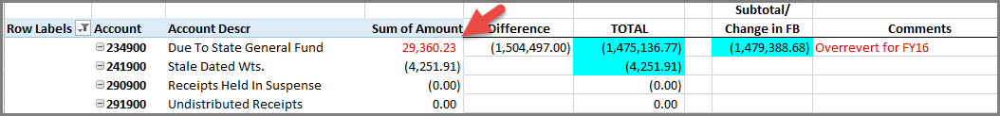 Subtotal/
Row Labels Account Account Descr Sum of Amount Difference TOTAL Change in FB Comments
234900 Due To State General Fund 29,360.23 (1,504,497.00) (1,475,136.77) (1,479,388.68) Overrevert for FY16
241900 Stale Dated Wts. (4,251.91) (4,251.91)
290900 Receipts Held In Suspense (0.00) (0.00)
291900 Undistributed Receipts 0.00 0.00